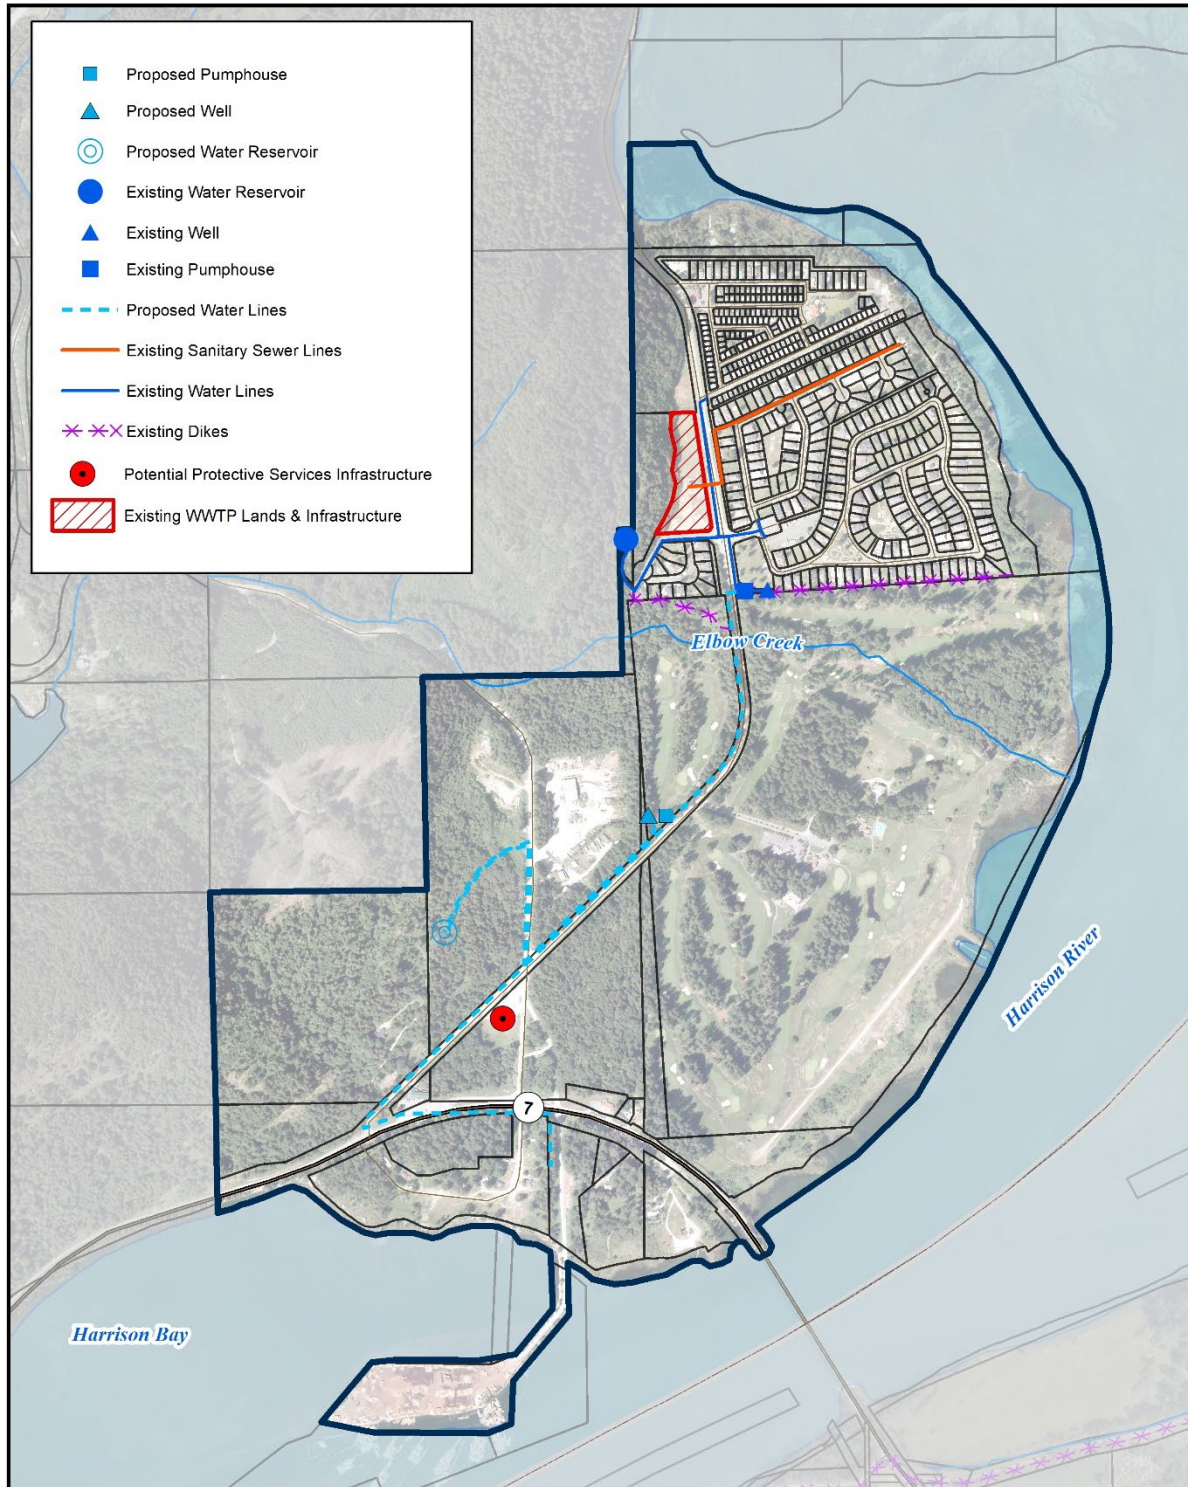 Proposed Pumphouse
Proposed Well
Proposed Water Reservoir
Existing Water Reservoir
Existing Well
Existing Pumphouse
Proposed Water Lines
Existing Sanitary Sewer Lines
Existing Water Lines
Existing Dikes
Potential Protective Services Infrastructure
Existing WWTP Lands & Infrastructure
Elbow Creek
Harrison River
7
Harrison Bay